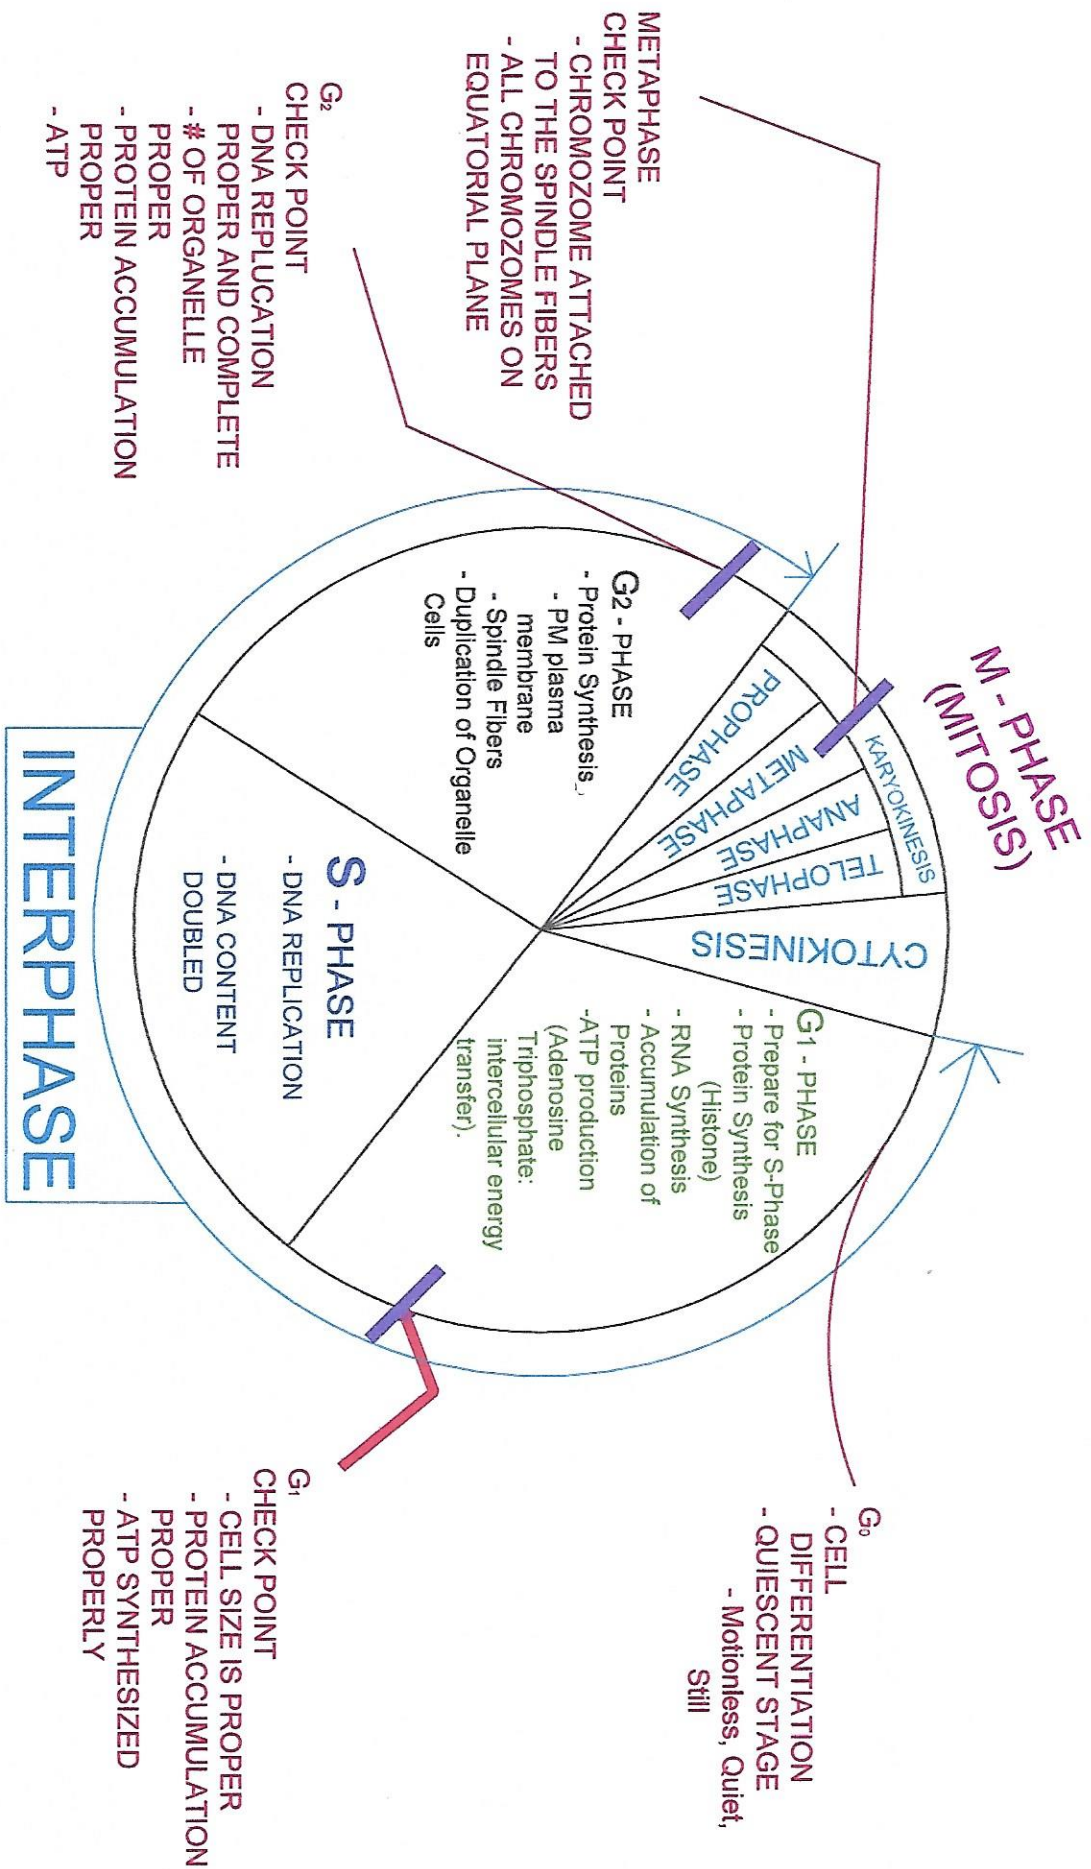 M - PHASE
(MITOSIS)
METAPHASE
CHECK POINT
- CHROMOZOME ATTACHED
TO THE SPINDLE FIBERS
- ALL CHROMOZOMES ON
EQUATORIAL PLANE
G2
CHECK POINT
- DNA REPLUCATION
PROPER AND COMPLETE
- # OF ORGANELLE
PROPER
- PROTEIN ACCUMULATION
PROPER
- ATP
KARYOKINESIS
PROPHASE
METAPHASE
ANAPHASE
TELOPHASE
CYTOKINESIS
G2 - PHASE
- Protein Synthesis
- PM plasma
membrane
- Spindle Fibers
- Duplication of Organelle
Cells
G1 - PHASE
- Prepare for S-Phase
- Protein Synthesis
(Histone)
- RNA Synthesis
- Accumulation of
Proteins
-ATP production
(Adenosine
Triphosphate:
intercellular energy
transfer).
S - PHASE
- DNA REPLICATION
- DNA CONTENT
DOUBLED
G0
- CELL
DIFFERENTIATION
- QUIESCENT STAGE
- Motionless, Quiet,
Still
G1
CHECK POINT
- CELL SIZE IS PROPER
- PROTEIN ACCUMULATION
PROPER
- ATP SYNTHESIZED
PROPERLY
INTERPHASE